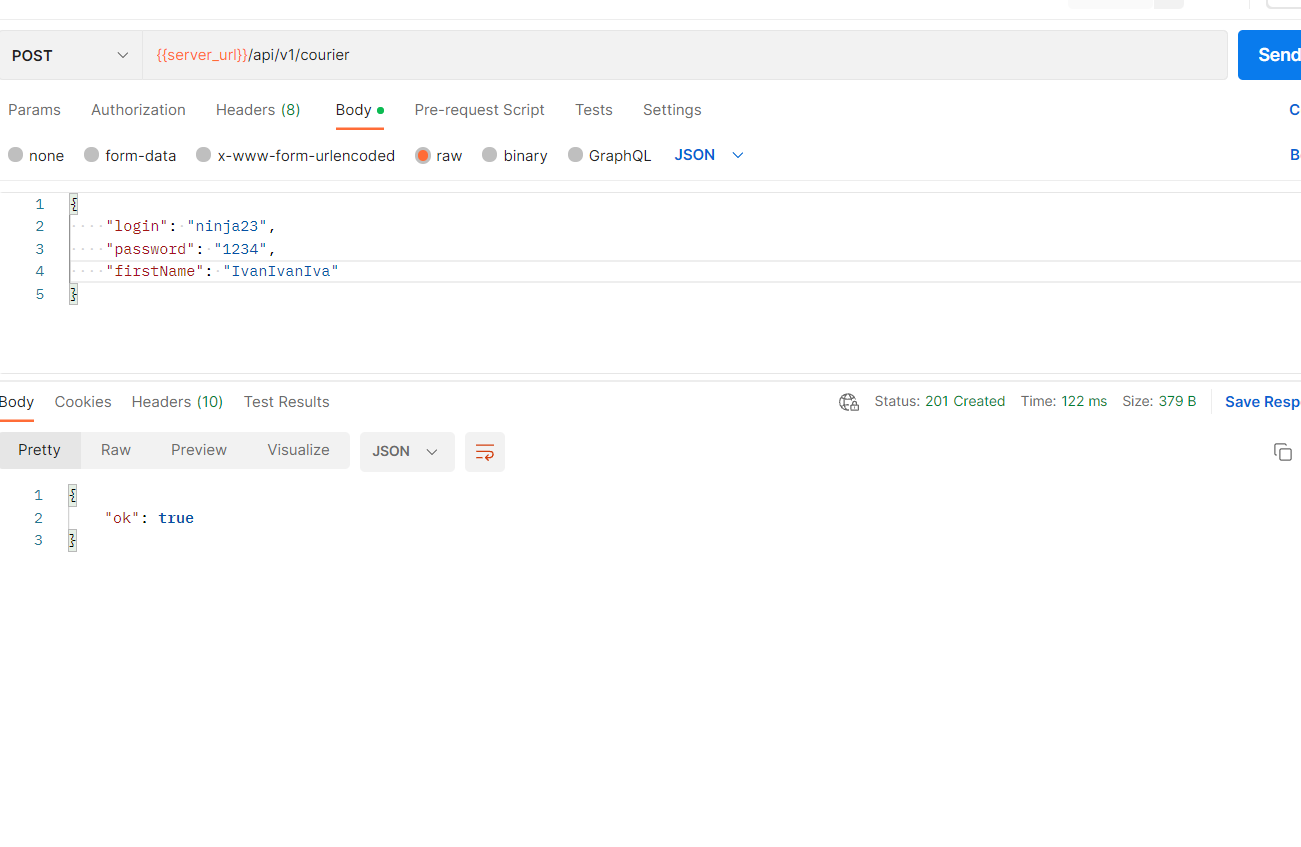 POST {{server_url}}/api/v1/courier Send
Params Authorization Headers (8) Body Pre-request Script Tests Settings C
none form-data x-www-form-urlencoded raw binary GraphQL JSON B
1 {
2 "login": "ninja23",
3 "password": "1234",
4 "firstName": "IvanIvanIva"
5 }
Body Cookies Headers (10) Test Results Status: 201 Created Time: 122 ms Size: 379 B Save Resp
Pretty Raw Preview Visualize JSON
1 {
2 "ok": true
3 }